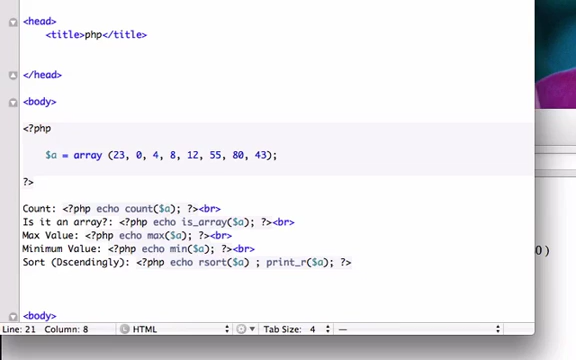 <head>
<title>php</title>
</head>
<body>
<?php
$a = array (23, 0, 4, 8, 12, 55, 80, 43);
?>
Count: <?php echo count($a); ?><br>
Is it an array?: <?php echo is_array($a); ?><br>
Max Value: <?php echo max($a); ?><br>
Minimum Value: <?php echo min($a); ?><br>
Sort (Dscendingly): <?php echo rsort($a) ; print_r($a); ?>
<body>
Line: 21 Column: 8 HTML Tab Size: 4 —
0 )